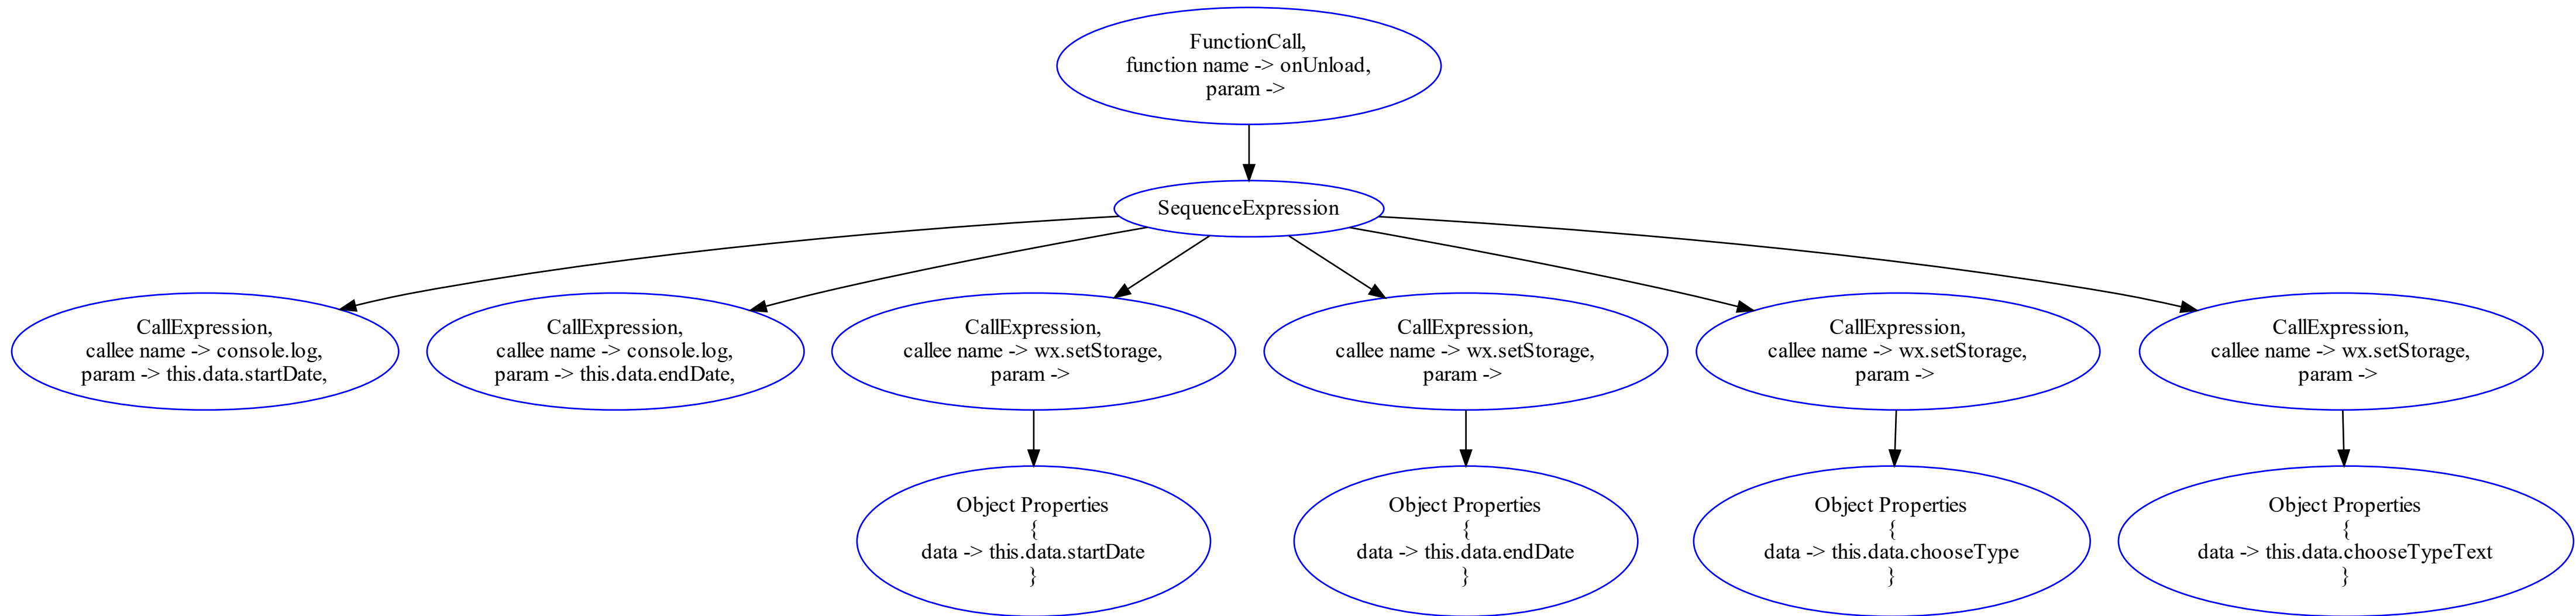 FunctionCall,
function name -> onUnload,
param ->
SequenceExpression
CallExpression,
callee name -> console.log,
param -> this.data.startDate,
CallExpression,
callee name -> console.log,
param -> this.data.endDate,
CallExpression,
callee name -> wx.setStorage,
param ->
CallExpression,
callee name -> wx.setStorage,
param ->
CallExpression,
callee name -> wx.setStorage,
param ->
CallExpression,
callee name -> wx.setStorage,
param ->
Object Properties
{
data -> this.data.startDate
}
Object Properties
{
data -> this.data.endDate
}
Object Properties
{
data -> this.data.chooseType
}
Object Properties
{
data -> this.data.chooseTypeText
}